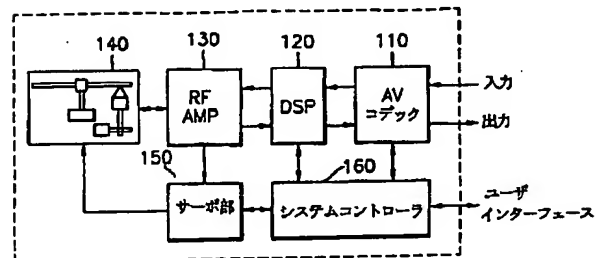 140
130
120
110
RF
AMP
DSP
AV
コデック
入力
出力
150
160
サーボ部
システムコントローラ
ユーザ
インターフェース